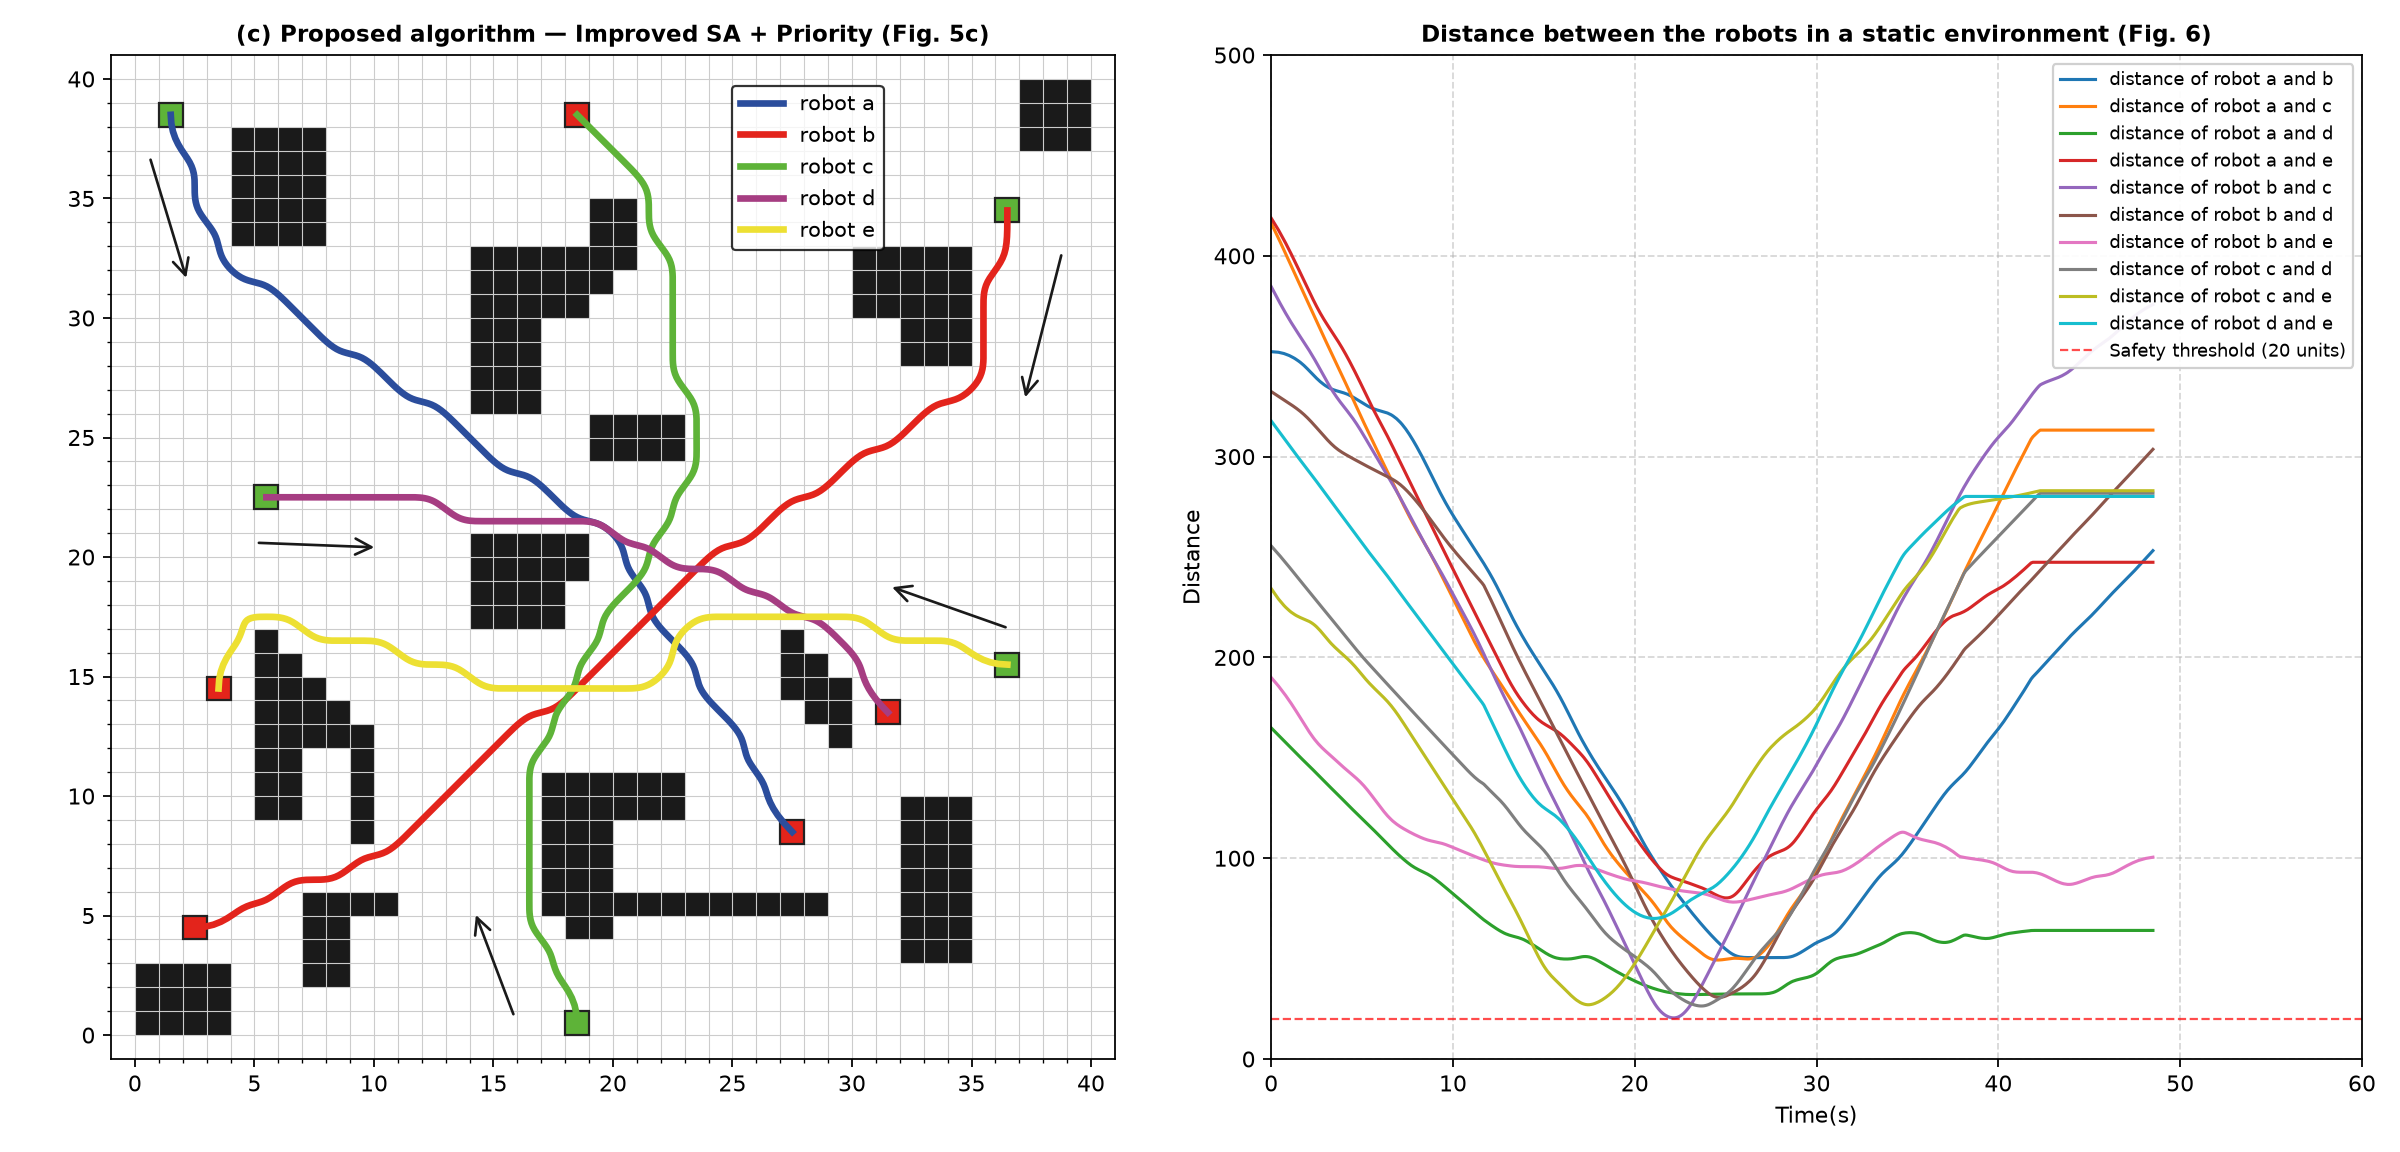 (c) Proposed algorithm — Improved SA + Priority (Fig. 5c)
40
35
30
25
20
15
10
5
0
0 5 10 15 20 25 30 35 40
robot a
robot b
robot c
robot d
robot e
Distance between the robots in a static environment (Fig. 6)
500
400
300
200
100
0
Distance
0 10 20 30 40 50 60
Time(s)
distance of robot a and b
distance of robot a and c
distance of robot a and d
distance of robot a and e
distance of robot b and c
distance of robot b and d
distance of robot b and e
distance of robot c and d
distance of robot c and e
distance of robot d and e
Safety threshold (20 units)